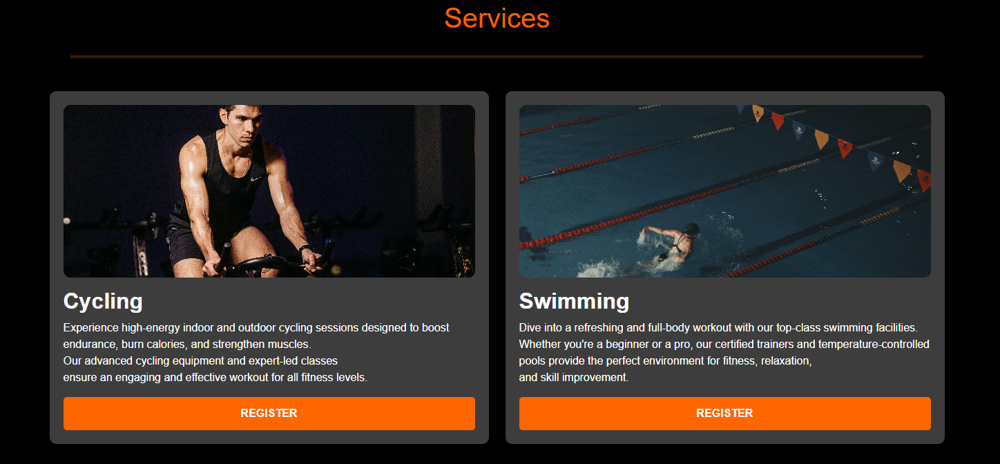 Services
Cycling
Experience high-energy indoor and outdoor cycling sessions designed to boost
endurance, burn calories, and strengthen muscles.
Our advanced cycling equipment and expert-led classes
ensure an engaging and effective workout for all fitness levels.
REGISTER
Swimming
Dive into a refreshing and full-body workout with our top-class swimming facilities.
Whether you're a beginner or a pro, our certified trainers and temperature-controlled
pools provide the perfect environment for fitness, relaxation,
and skill improvement.
REGISTER